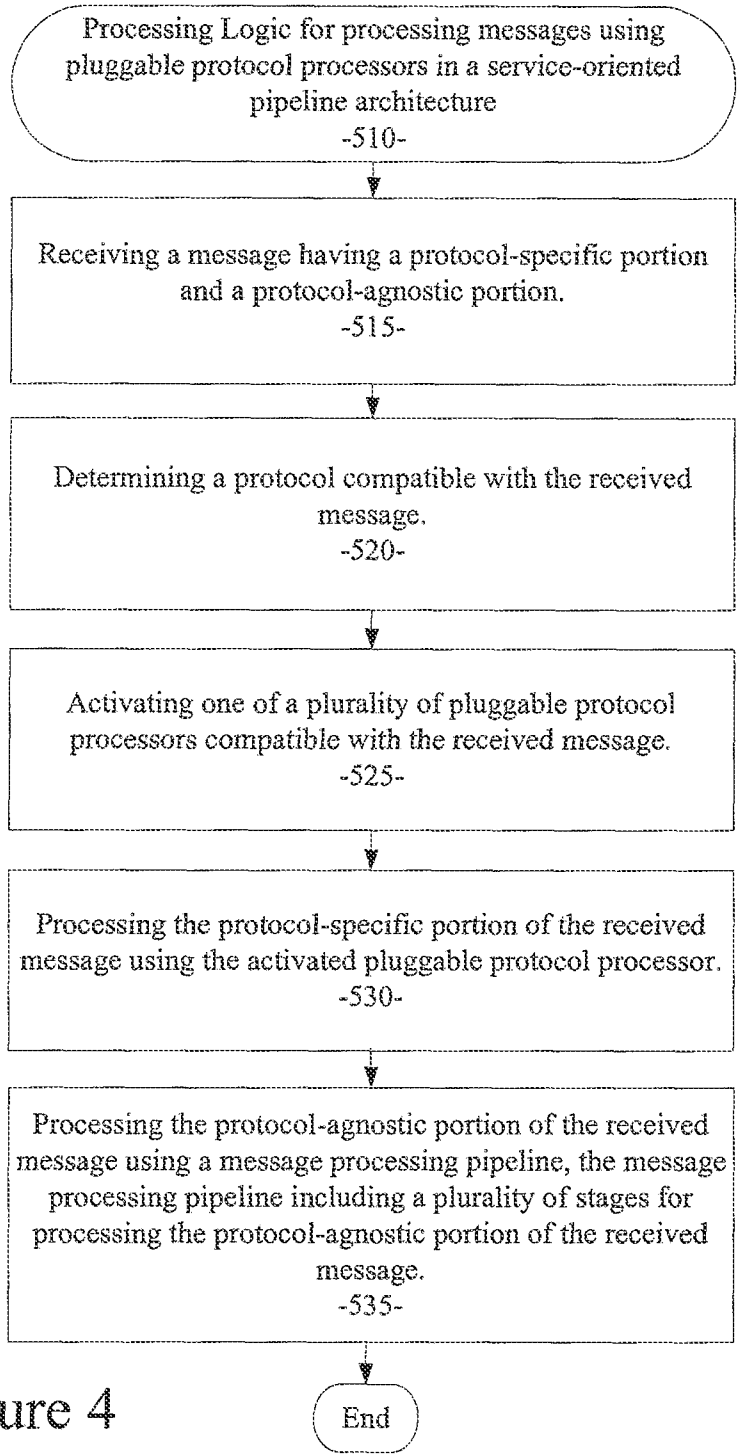 Processing Logic for processing messages using
pluggable protocol processors in a service-oriented
pipeline architecture
-510-
Receiving a message having a protocol-specific portion
and a protocol-agnostic portion.
-515-
Determining a protocol compatible with the received
message.
-520-
Activating one of a plurality of pluggable protocol
processors compatible with the received message.
-525-
Processing the protocol-specific portion of the received
message using the activated pluggable protocol processor.
-530-
Processing the protocol-agnostic portion of the received
message using a message processing pipeline, the message
processing pipeline including a plurality of stages for
processing the protocol-agnostic portion of the received
message.
-535-
ure 4
End